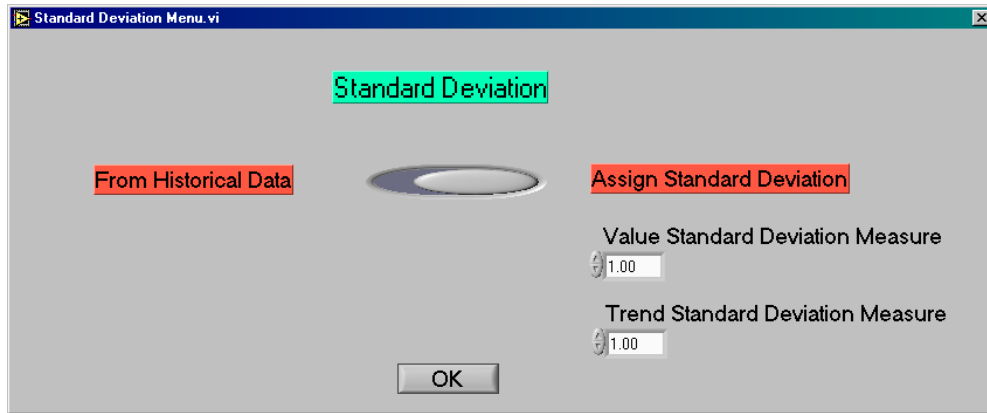 Standard Deviation Menu.vi
Standard Deviation
From Historical Data
Assign Standard Deviation
Value Standard Deviation Measure
1.00
Trend Standard Deviation Measure
1.00
OK